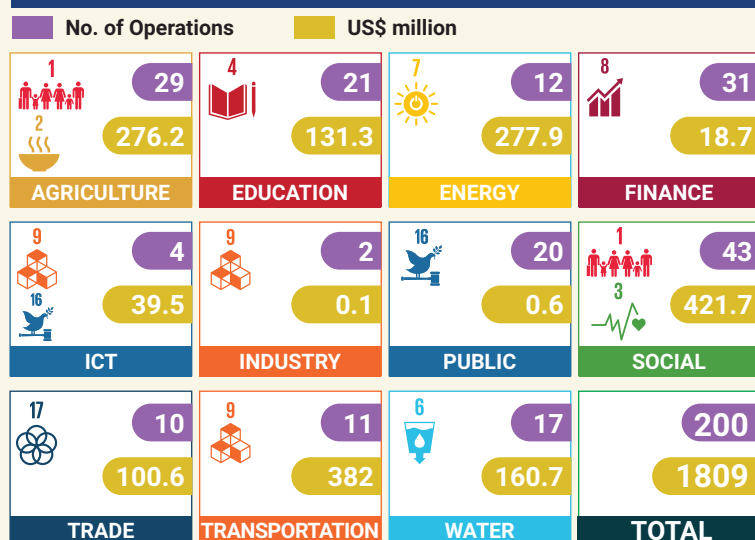 No. of Operations US$ million
1 29
2 276.2
AGRICULTURE
4 21
131.3
EDUCATION
7 12
277.9
ENERGY
8 31
18.7
FINANCE
9 4
16 39.5
ICT
9 2
0.1
INDUSTRY
16 20
0.6
PUBLIC
1 43
3 421.7
SOCIAL
17 10
100.6
TRADE
9 11
382
TRANSPORTATION
6 17
160.7
WATER
200
1809
TOTAL